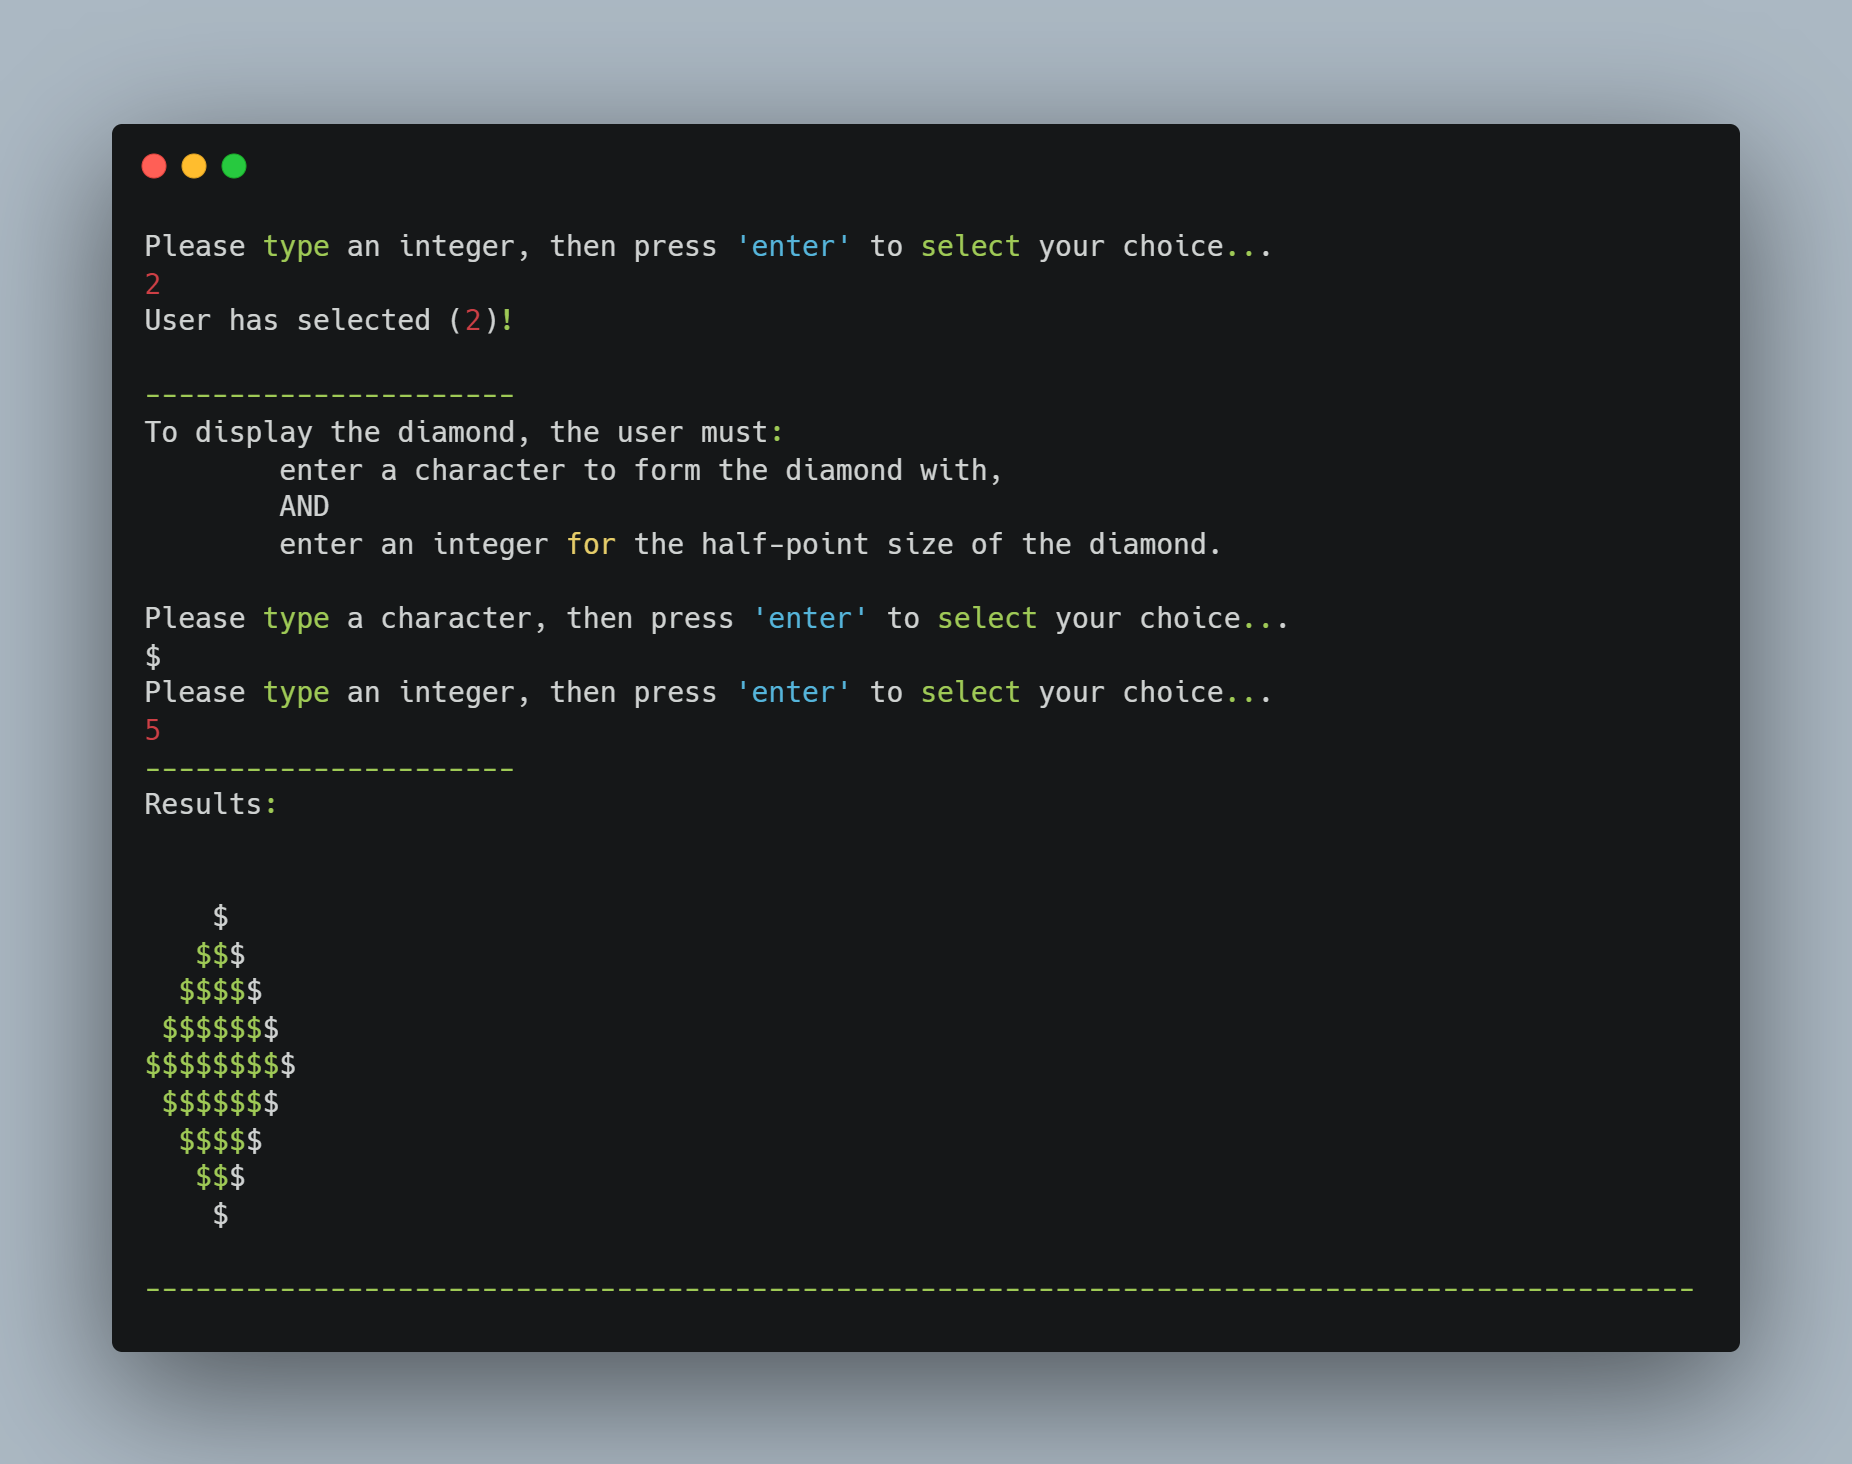 Please type an integer, then press 'enter' to select your choice...
2
User has selected (2)!

----------------------
To display the diamond, the user must:
        enter a character to form the diamond with,
        AND
        enter an integer for the half-point size of the diamond.

Please type a character, then press 'enter' to select your choice...
$
Please type an integer, then press 'enter' to select your choice...
5
----------------------
Results:


    $
   $$$
  $$$$$
 $$$$$$$
$$$$$$$$$
 $$$$$$$
  $$$$$
   $$$
    $

--------------------------------------------------------------------------------------------